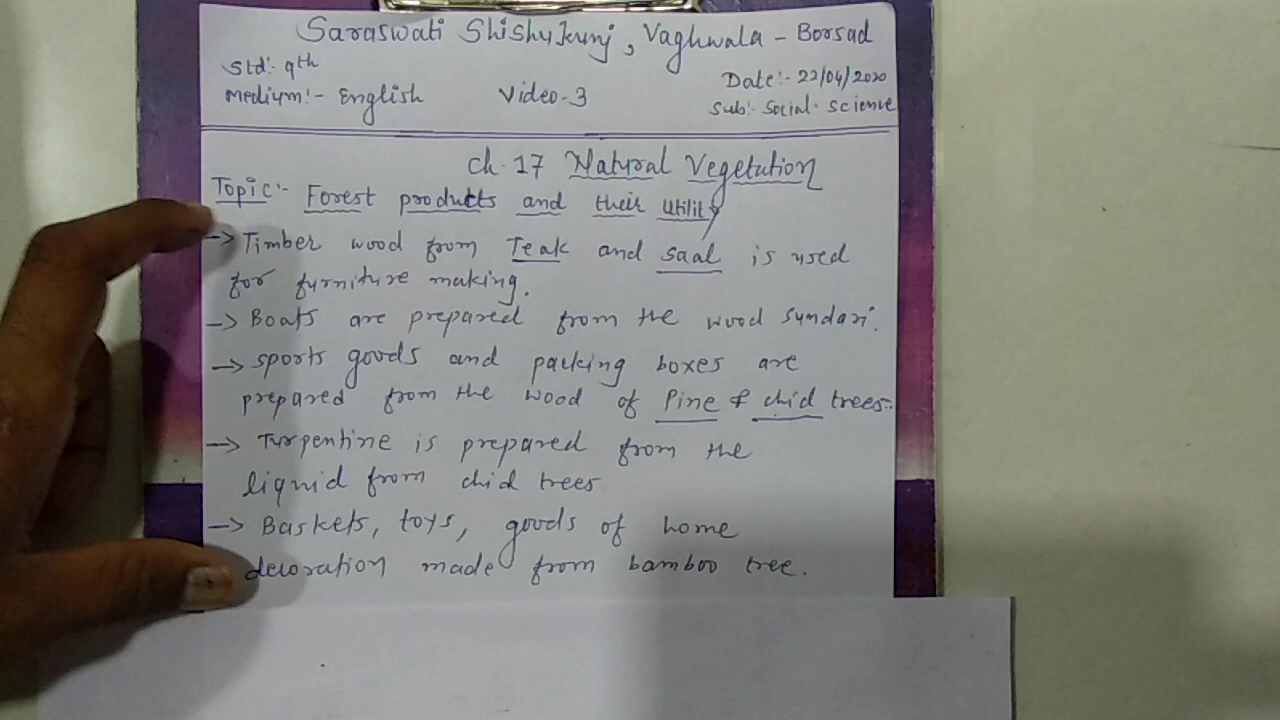 Saraswati Shishukunj, Vaghwala - Borsad
Std:- 9th
Date:- 22/04/2020
Medium:- English Video-3
Sub:- Social science
Ch. 17 Natural Vegetation
Topic:- Forest products and their Utility
-> Timber wood from Teak and saal is used
for furniture making.
-> Boats are prepared from the wood sundari.
-> sports goods and packing boxes are
prepared from the wood of Pine & chid trees.
-> Turpentine is prepared from the
liquid from chid trees
-> Baskets, toys, goods of home
decoration made from bamboo tree.